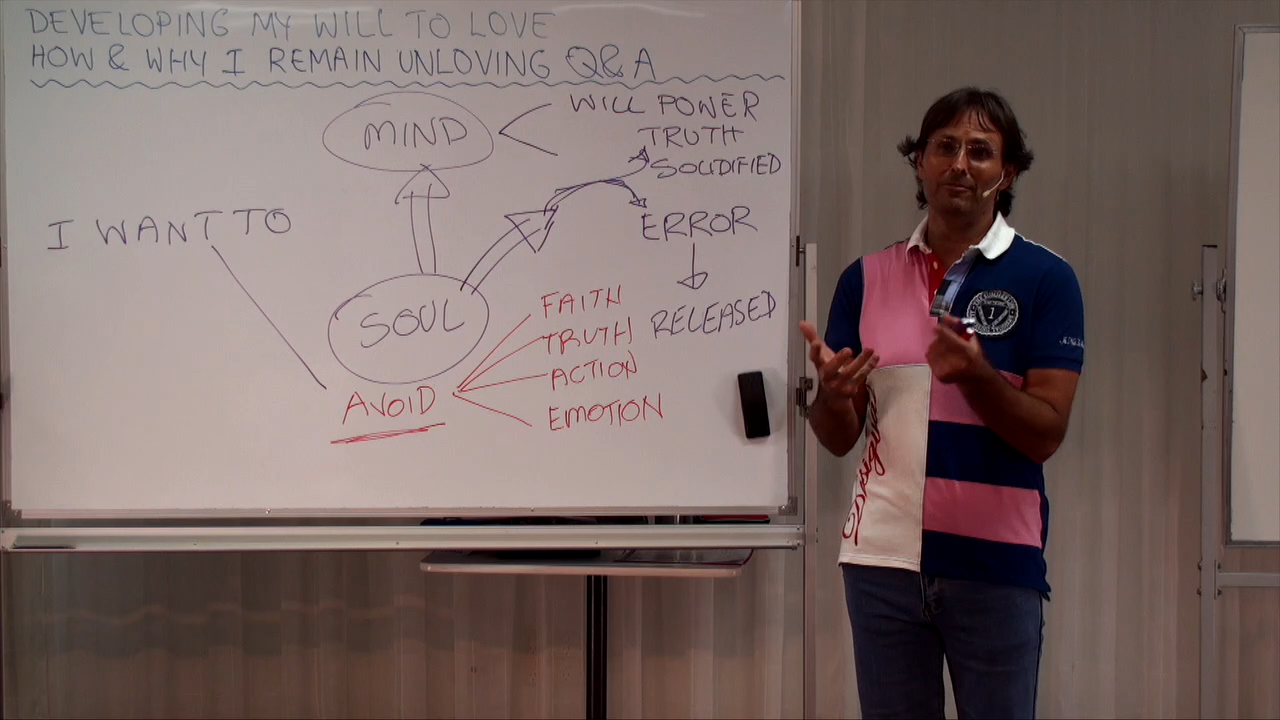 DEVELOPING MY WILL TO LOVE
HOW & WHY I REMAIN UNLOVING Q&A
MIND
WILL POWER
TRUTH
SOLIDIFIED
I WANT TO
ERROR
SOUL
RELEASED
FAITH
TRUTH
ACTION
EMOTION
AVOID
1